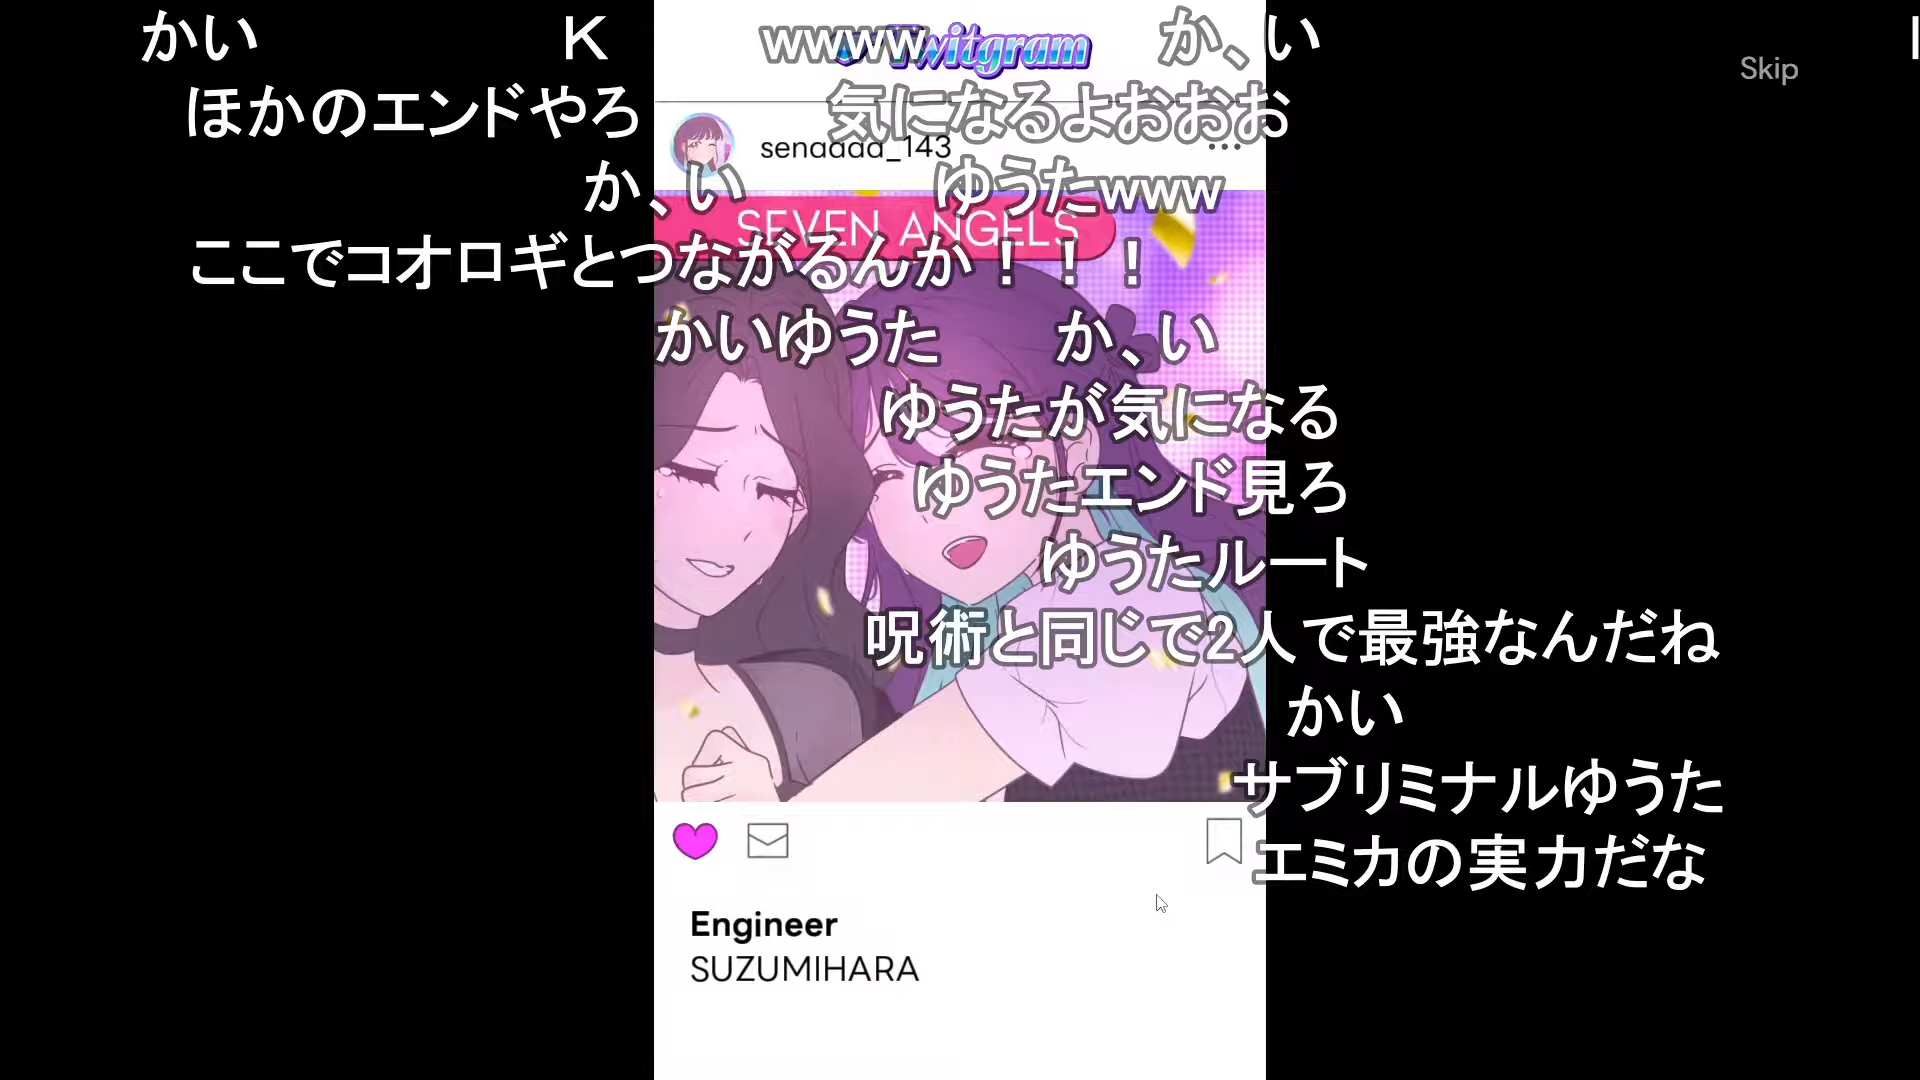 かい
K
wwww
Twitgram
か、い
Skip
ほかのエンドやろ
気になるよおおお
senaaaa_143
か、い
ゆうたwww
SEVEN ANGELS
ここでコオロギとつながるんか！！！
かいゆうた
か、い
ゆうたが気になる
ゆうたエンド見ろ
ゆうたルート
呪術と同じで2人で最強なんだね
かい
サブリミナルゆうた
エミカの実力だな
Engineer
SUZUMIHARA